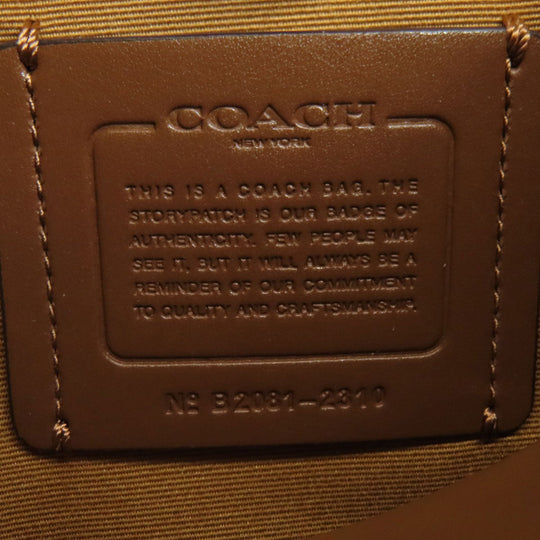 COACH
NEW YORK
THIS IS A COACH BAG. THE
STORYPATCH IS OUR BADGE OF
AUTHENTICITY. FEW PEOPLE MAY
SEE IT, BUT IT WILL ALWAYS BE A
REMINDER OF OUR COMMITMENT
TO QUALITY AND CRAFTSMANSHIP.
Nº B2081-2310